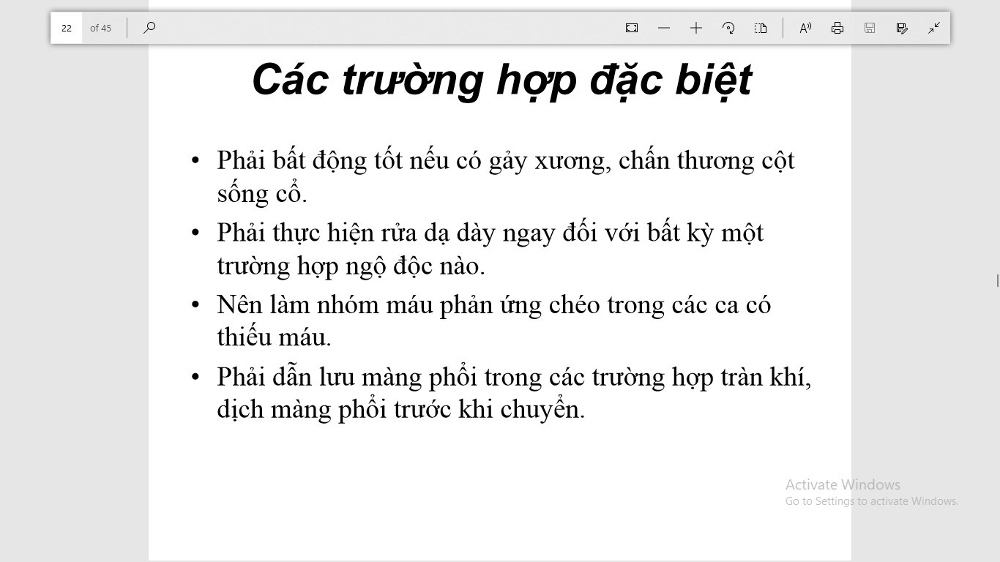 22 of 45
Các trường hợp đặc biệt
• Phải bất động tốt nếu có gảy xương, chấn thương cột
sống cổ.
• Phải thực hiện rửa dạ dày ngay đối với bất kỳ một
trường hợp ngộ độc nào.
• Nên làm nhóm máu phản ứng chéo trong các ca có
thiếu máu.
• Phải dẫn lưu màng phổi trong các trường hợp tràn khí,
dịch màng phổi trước khi chuyển.
Activate Windows
Go to Settings to activate Windows.